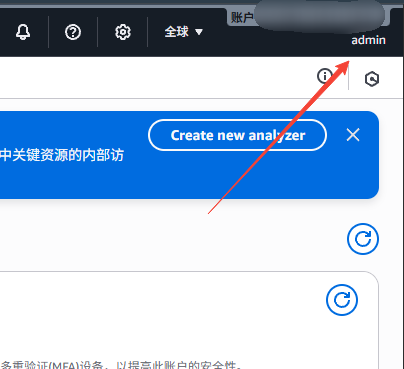 账户
全球
admin
Create new analyzer
中关键资源的内部访
多重验证(MFA)设备，以提高此账户的安全性。